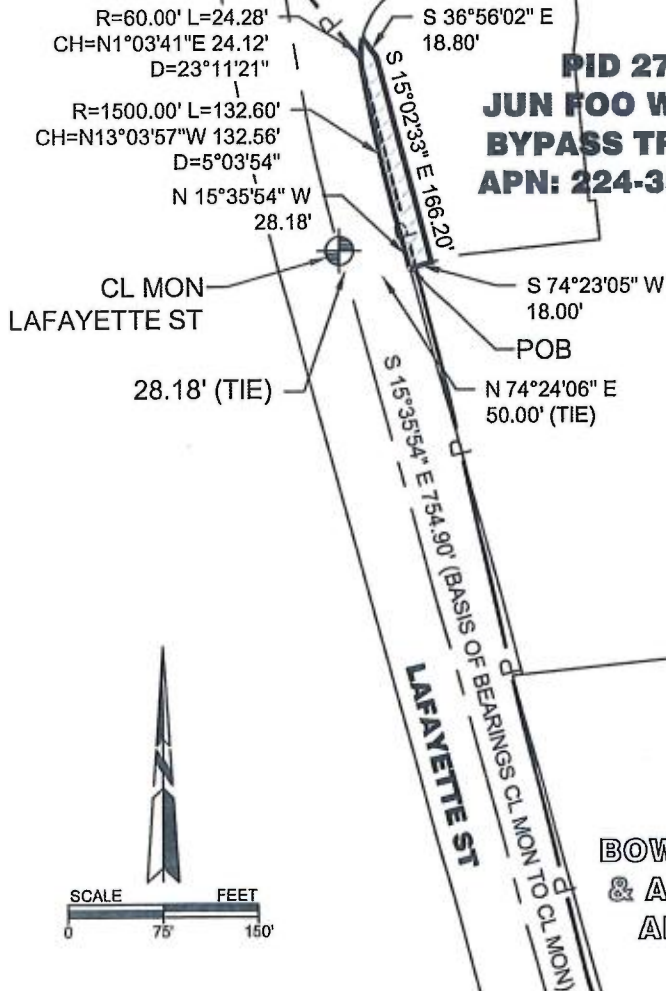 R=60.00' L=24.28'
CH=N1°03'41"E 24.12'
D=23°11'21"
S 36°56'02" E
18.80'
R=1500.00' L=132.60'
CH=N13°03'57"W 132.56'
D=5°03'54"
S 15°02'33" E 166.20'
PID 27
JUN FOO W
BYPASS TR
APN: 224-3
N 15°35'54" W
28.18'
CL MON
LAFAYETTE ST
S 74°23'05" W
18.00'
POB
28.18' (TIE)
N 74°24'06" E
50.00' (TIE)
S 15°35'54" E 754.90' (BASIS OF BEARINGS CL MON TO CL MON)
LAFAYETTE ST
P
P
P
P
P
N
SCALE FEET
0 75' 150'
BOW
& A